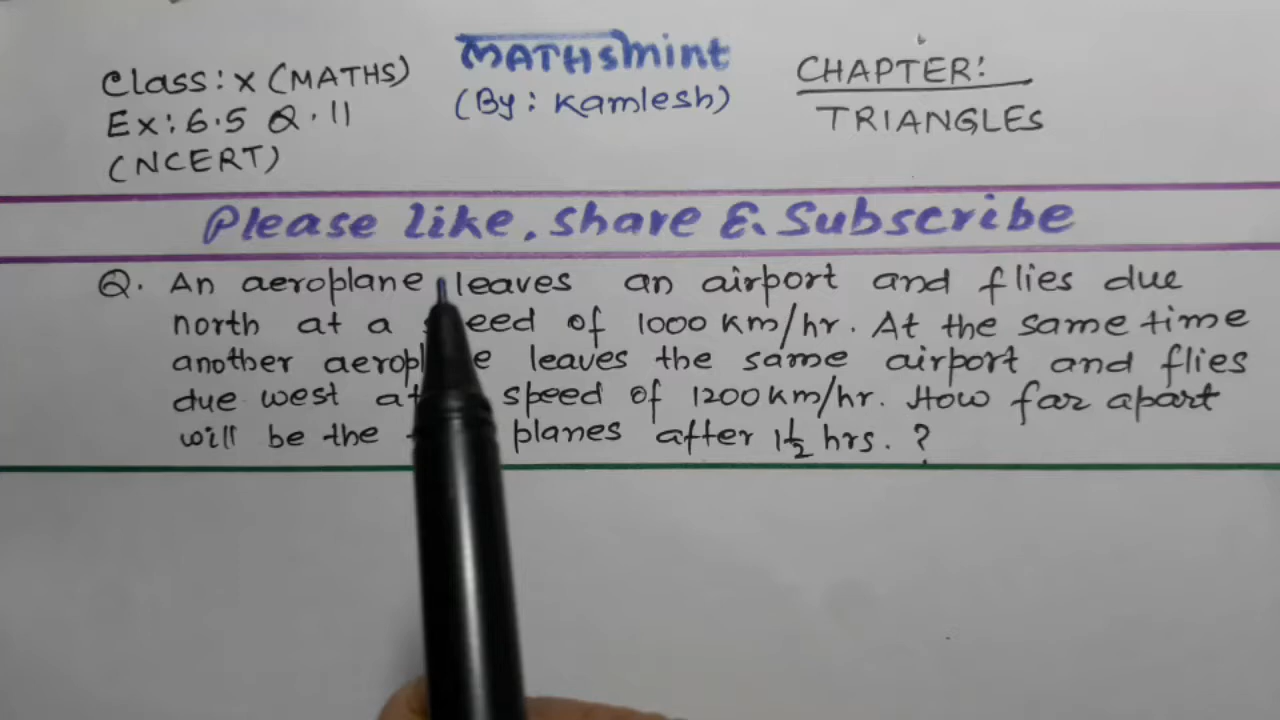 Class: X (MATHS)
Ex: 6.5 Q. 11
(NCERT)
MATHSmint
(By: Kamlesh)
CHAPTER:
TRIANGLES
Please like, share & Subscribe
Q. An aeroplane leaves an airport and flies due
north at a eed of 1000 km/hr. At the same time
another aeropl e leaves the same airport and flies
due west at speed of 1200 km/hr. How far apart
will be the planes after 1 1/2 hrs. ?